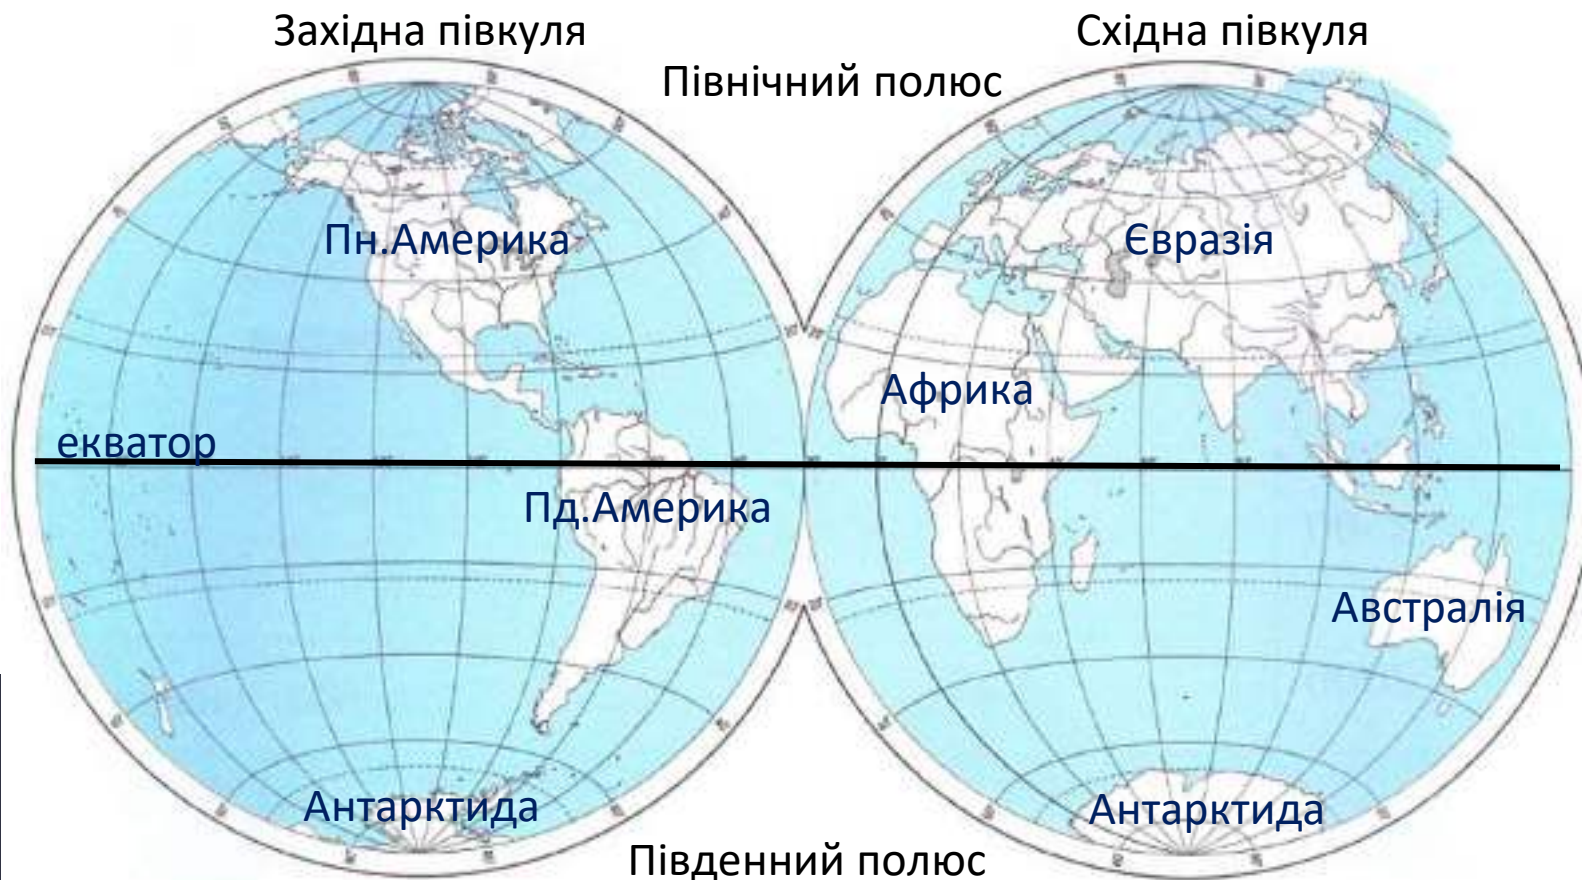 Західна півкуля
Східна півкуля
Північний полюс
Пн.Америка
Євразія
Африка
екватор
Пд.Америка
Австралія
Антарктида
Антарктида
Південний полюс